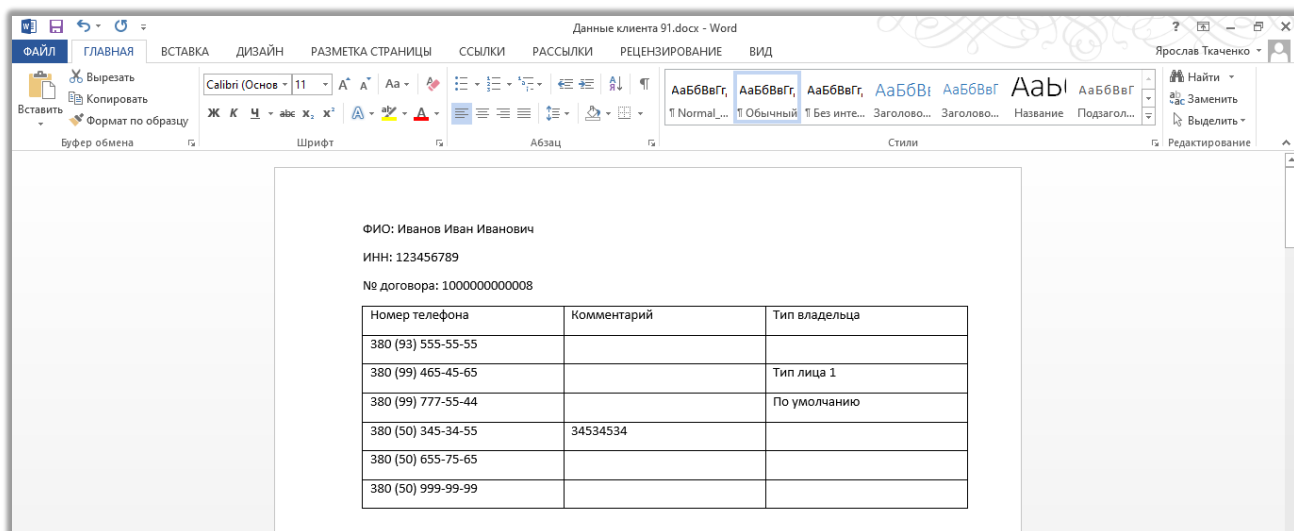 Данные клиента 91.docx - Word
ФАЙЛ ГЛАВНАЯ ВСТАВКА ДИЗАЙН РАЗМЕТКА СТРАНИЦЫ ССЫЛКИ РАССЫЛКИ РЕЦЕНЗИРОВАНИЕ ВИД Ярослав Ткаченко
Вставить
Вырезать
Копировать
Формат по образцу
Calibri (Основ 11
Ж К Ч abc x₂ x²
АаБбВвГг, АаБбВвГг, АаБбВвГг, АаБбВı АаБбВвГ АаЫ АаБбВвГ
¶ Normal_... ¶ Обычный ¶ Без инте... Заголово... Заголово... Название Подзагол...
Найти
Заменить
Выделить
Буфер обмена Шрифт Абзац Стили Редактирование
ФИО: Иванов Иван Иванович
ИНН: 123456789
№ договора: 1000000000008
Номер телефона Комментарий Тип владельца
380 (93) 555-55-55
380 (99) 465-45-65 Тип лица 1
380 (99) 777-55-44 По умолчанию
380 (50) 345-34-55 34534534
380 (50) 655-75-65
380 (50) 999-99-99